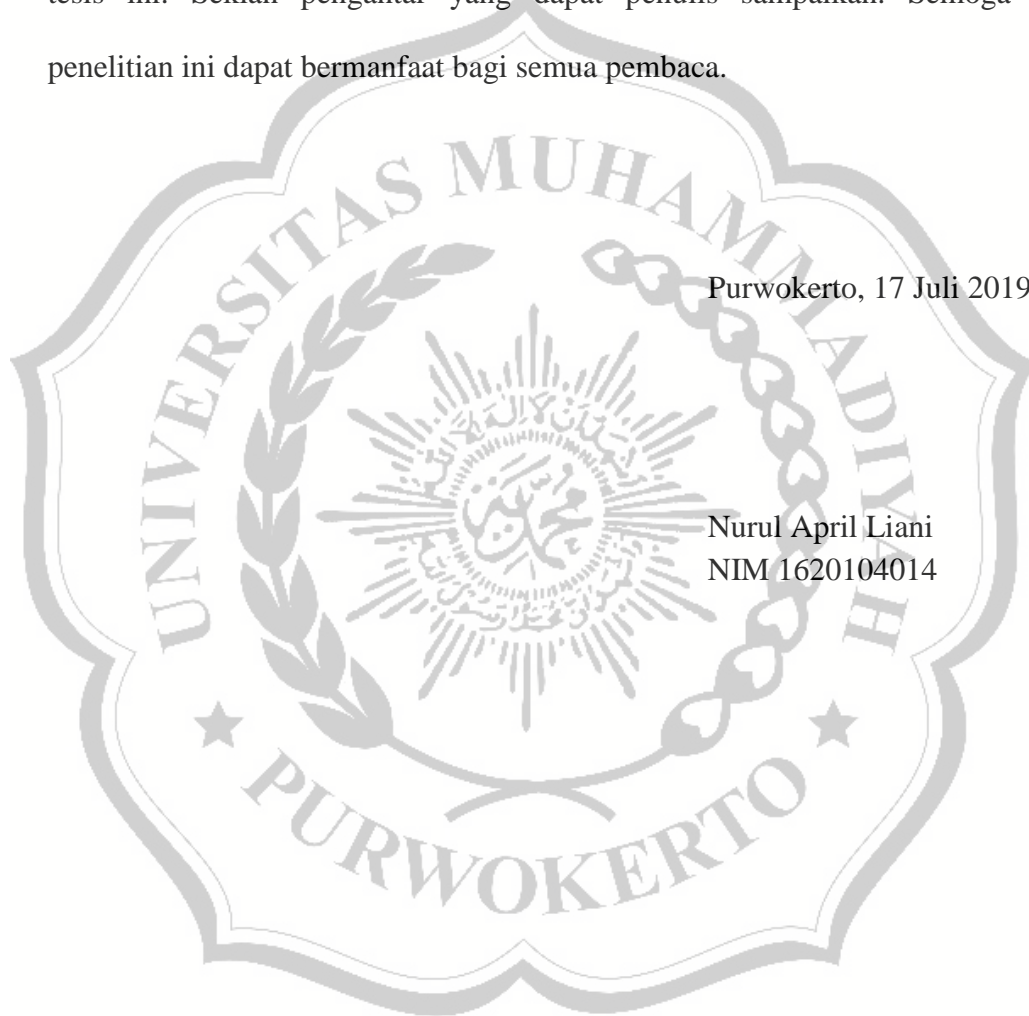 tesis ini. Sekian pengantar yang dapat penulis sampaikan. Semoga
penelitian ini dapat bermanfaat bagi semua pembaca.
UNIVERSITAS MUHAMMADIYAH
Purwokerto, 17 Juli 2019
Nurul April Liani
NIM 1620104014
PURWOKERTO